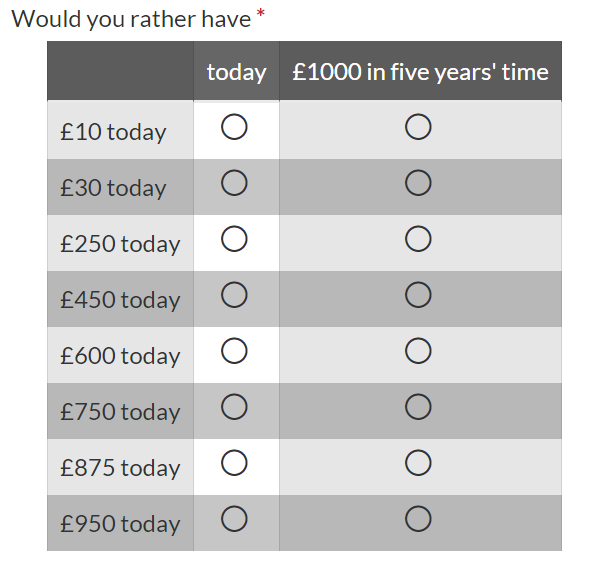 Would you rather have *
today £1000 in five years' time
£10 today
£30 today
£250 today
£450 today
£600 today
£750 today
£875 today
£950 today